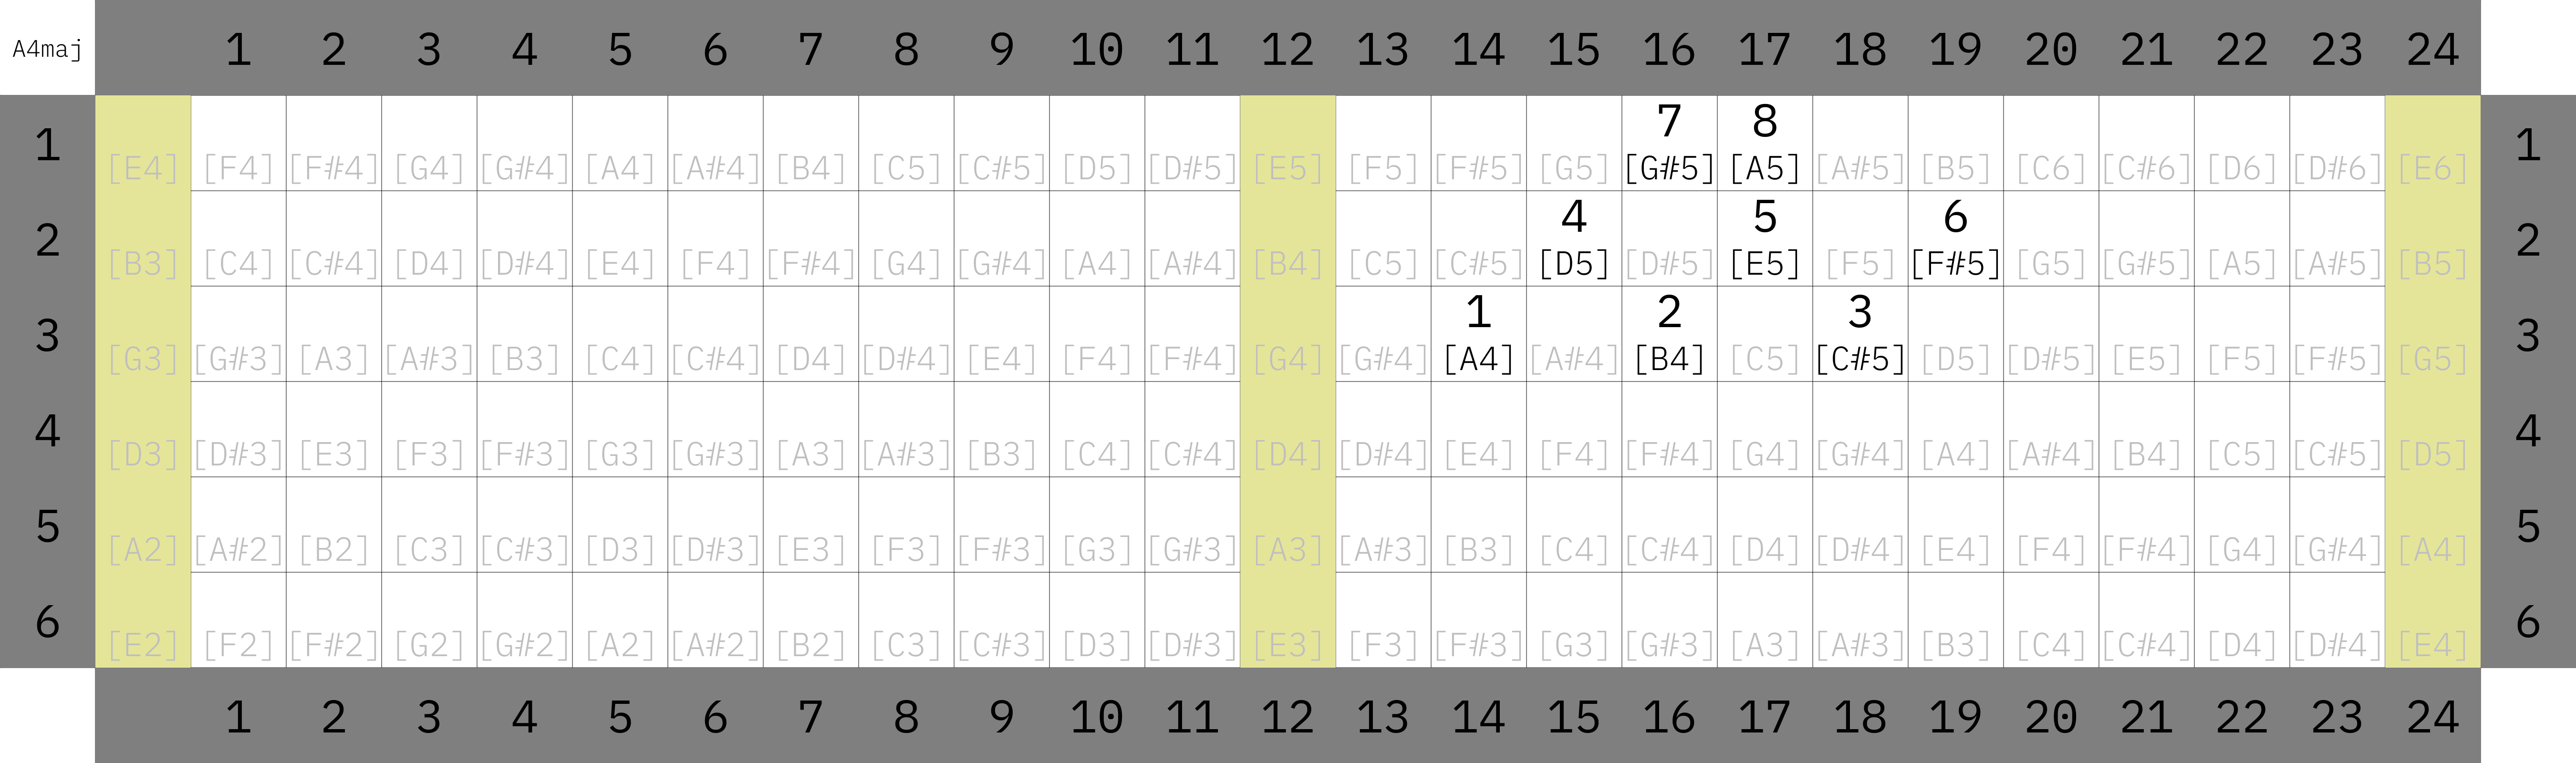 A4maj 1 2 3 4 5 6 7 8 9 10 11 12 13 14 15 16 17 18 19 20 21 22 23 24
7 8
1 [E4] [F4] [F#4] [G4] [G#4] [A4] [A#4] [B4] [C5] [C#5] [D5] [D#5] [E5] [F5] [F#5] [G5] [G#5] [A5] [A#5] [B5] [C6] [C#6] [D6] [D#6] [E6] 1
4 5 6
2 [B3] [C4] [C#4] [D4] [D#4] [E4] [F4] [F#4] [G4] [G#4] [A4] [A#4] [B4] [C5] [C#5] [D5] [D#5] [E5] [F5] [F#5] [G5] [G#5] [A5] [A#5] [B5] 2
1 2 3
3 [G3] [G#3] [A3] [A#3] [B3] [C4] [C#4] [D4] [D#4] [E4] [F4] [F#4] [G4] [G#4] [A4] [A#4] [B4] [C5] [C#5] [D5] [D#5] [E5] [F5] [F#5] [G5] 3
4 [D3] [D#3] [E3] [F3] [F#3] [G3] [G#3] [A3] [A#3] [B3] [C4] [C#4] [D4] [D#4] [E4] [F4] [F#4] [G4] [G#4] [A4] [A#4] [B4] [C5] [C#5] [D5] 4
5 [A2] [A#2] [B2] [C3] [C#3] [D3] [D#3] [E3] [F3] [F#3] [G3] [G#3] [A3] [A#3] [B3] [C4] [C#4] [D4] [D#4] [E4] [F4] [F#4] [G4] [G#4] [A4] 5
6 [E2] [F2] [F#2] [G2] [G#2] [A2] [A#2] [B2] [C3] [C#3] [D3] [D#3] [E3] [F3] [F#3] [G3] [G#3] [A3] [A#3] [B3] [C4] [C#4] [D4] [D#4] [E4] 6
1 2 3 4 5 6 7 8 9 10 11 12 13 14 15 16 17 18 19 20 21 22 23 24